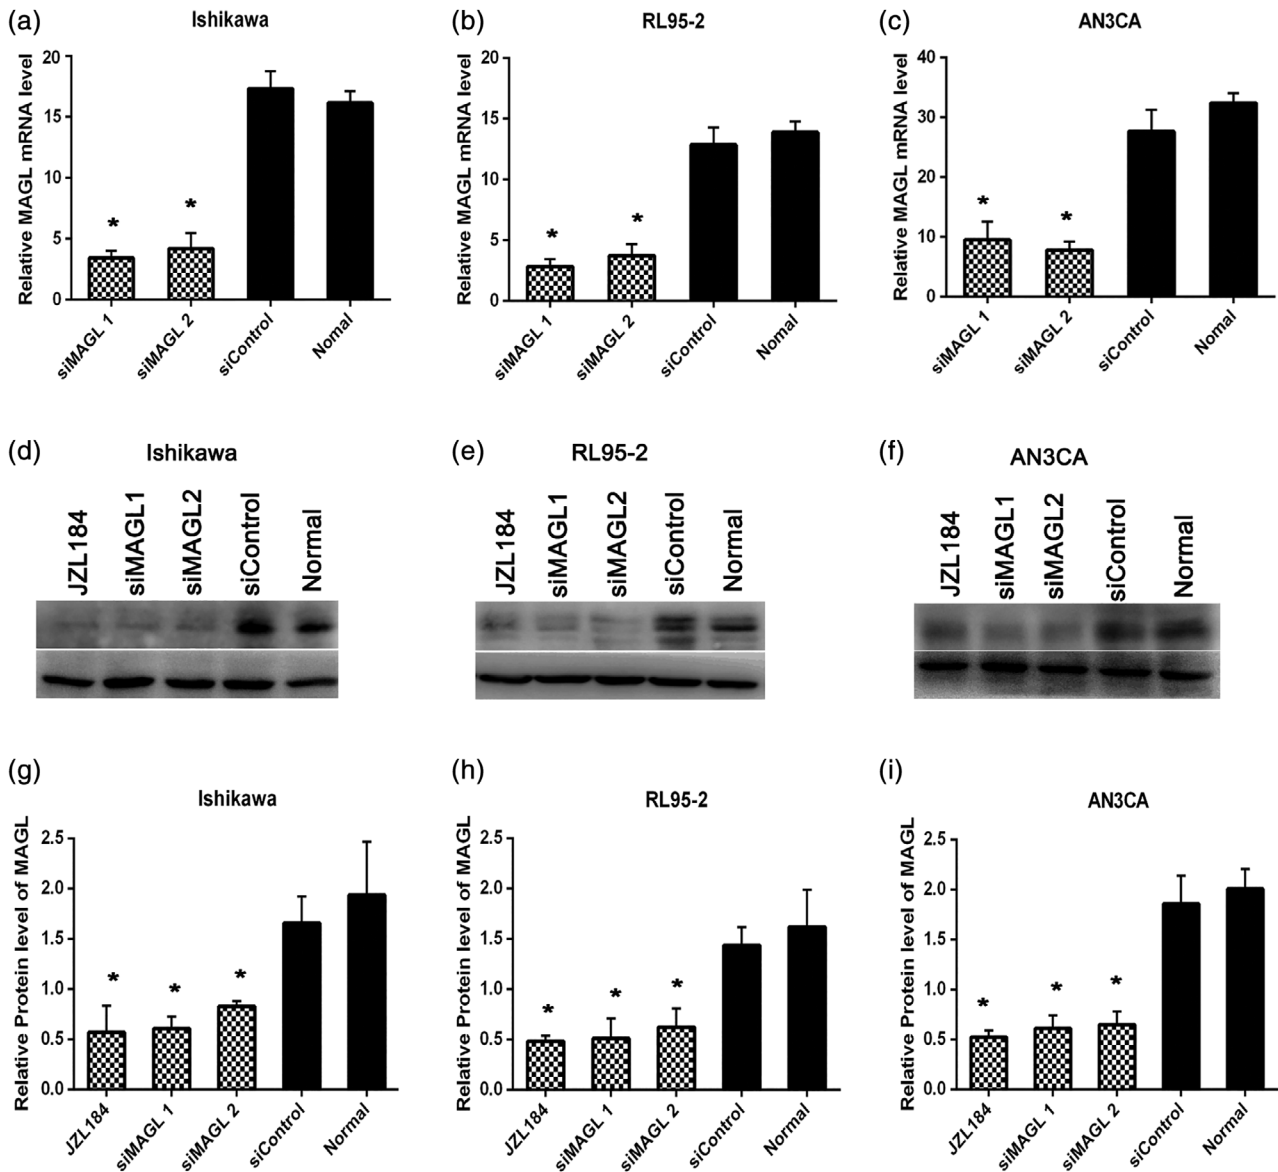 (a)
Ishikawa
Relative MAGL mRNA level
20
15
10
5
0
*
*
siMAGL 1
siMAGL 2
siControl
Nomal
(b)
RL95-2
Relative MAGL mRNA level
20
15
10
5
0
*
*
siMAGL 1
siMAGL 2
siControl
Nomal
(c)
AN3CA
Relative MAGL mRNA level
40
30
20
10
0
*
*
siMAGL 1
siMAGL 2
siControl
Nomal
(d)
Ishikawa
JZL184
siMAGL1
siMAGL2
siControl
Normal
(e)
RL95-2
JZL184
siMAGL1
siMAGL2
siControl
Normal
(f)
AN3CA
JZL184
siMAGL1
siMAGL2
siControl
Normal
(g)
Ishikawa
Relative Protein level of MAGL
2.5
2.0
1.5
1.0
0.5
0.0
*
*
*
JZL184
siMAGL 1
siMAGL 2
siControl
Normal
(h)
RL95-2
Relative Protein level of MAGL
2.5
2.0
1.5
1.0
0.5
0.0
*
*
*
JZL184
siMAGL 1
siMAGL 2
siControl
Normal
(i)
AN3CA
Relative Protein level of MAGL
2.5
2.0
1.5
1.0
0.5
0.0
*
*
*
JZL184
siMAGL 1
siMAGL 2
siControl
Normal